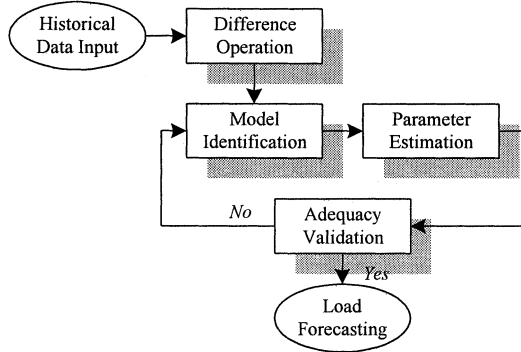 Historical
Data Input
Difference
Operation
Model
Identification
Parameter
Estimation
No
Adequacy
Validation
Yes
Load
Forecasting